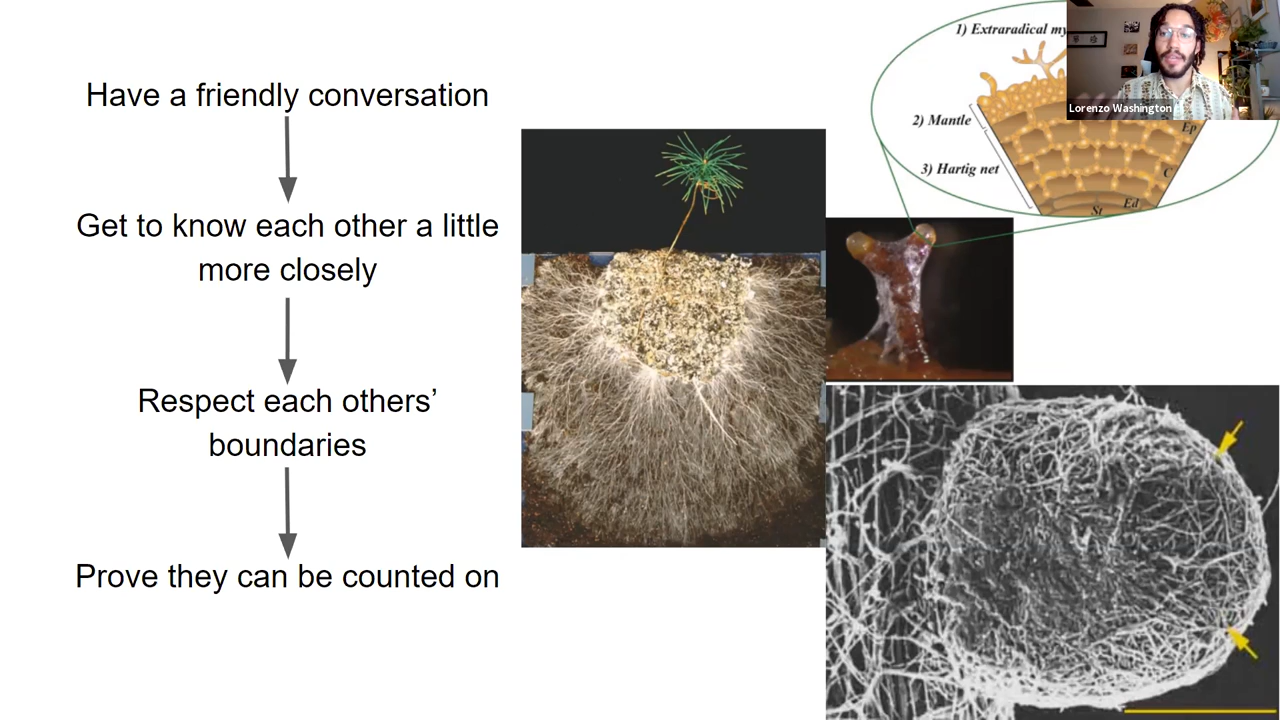 Have a friendly conversation
Get to know each other a little
more closely
Respect each others’
boundaries
Prove they can be counted on
1) Extraradical
2) Mantle
3) Hartig net
Ep
C
Ed
St
Lorenzo Washington